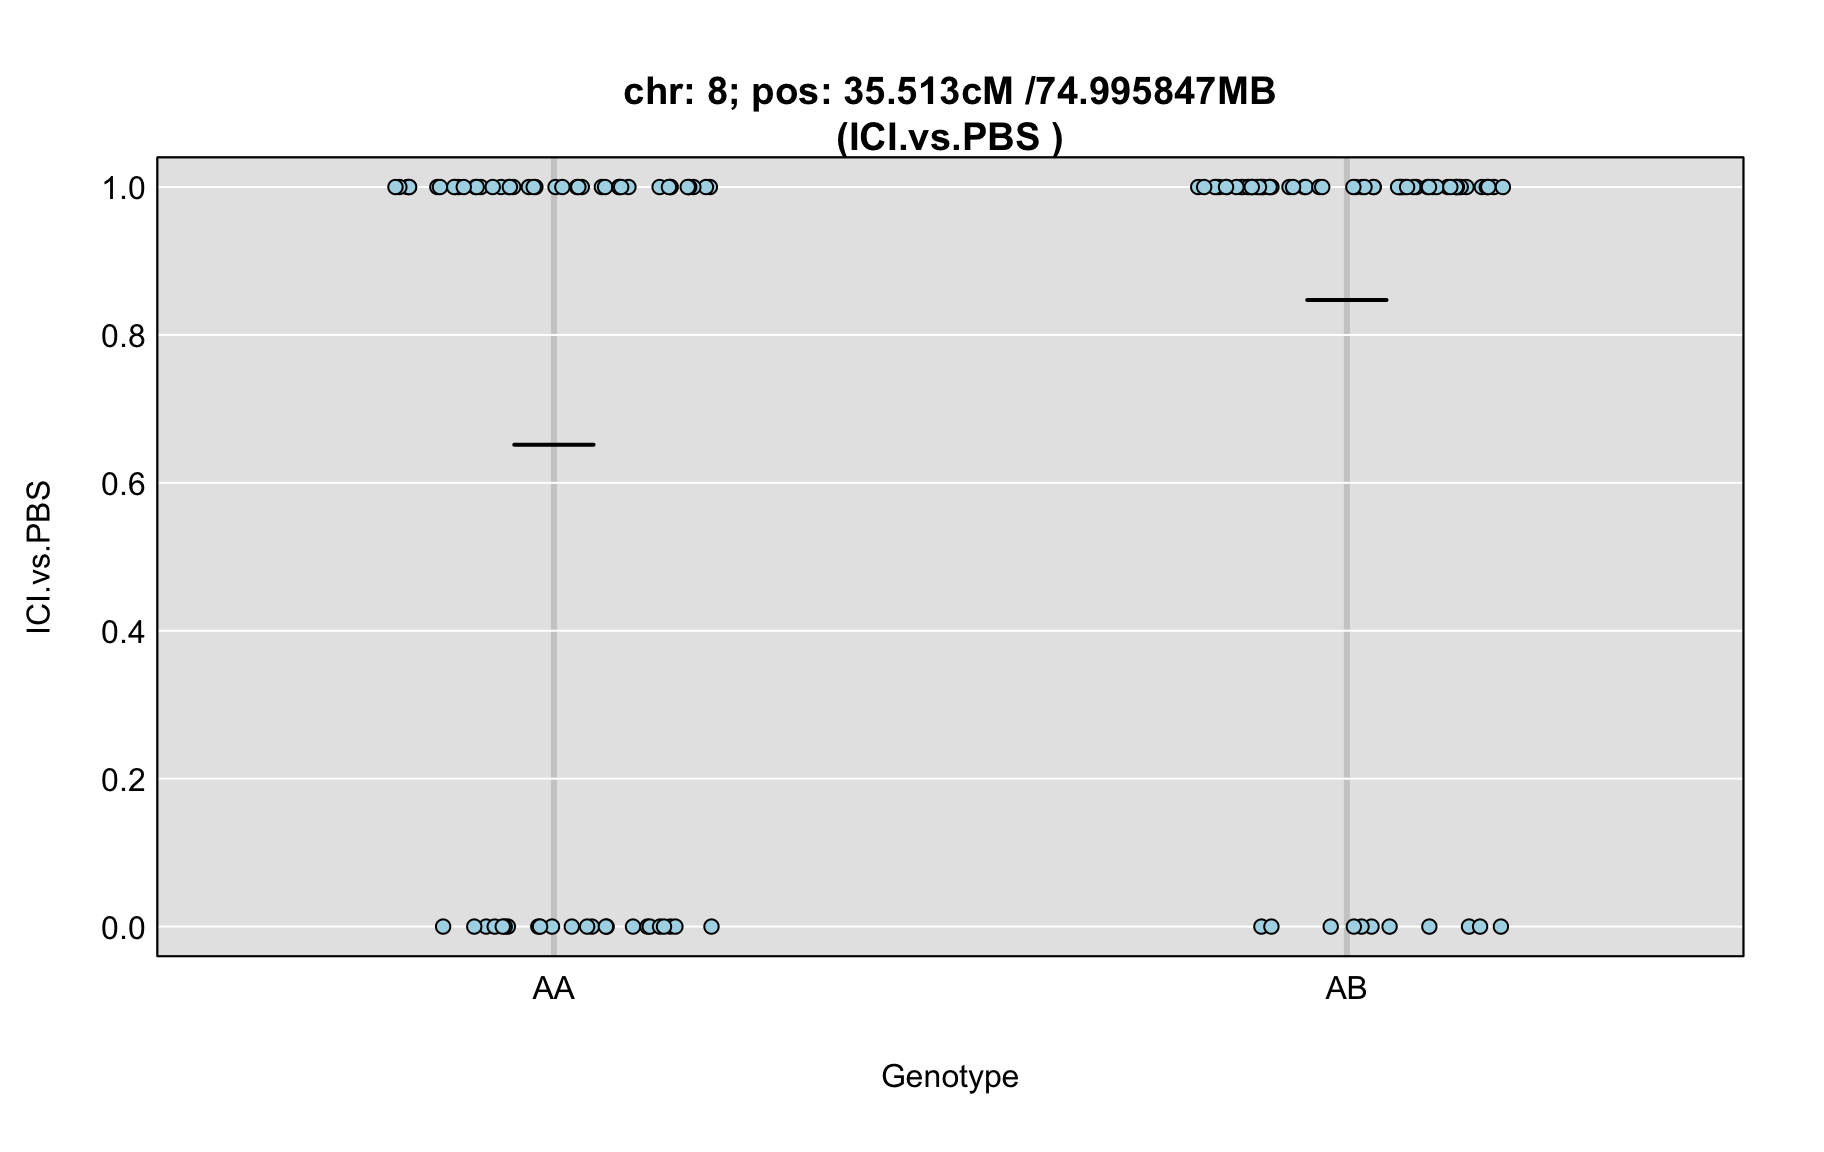 chr: 8; pos: 35.513cM /74.995847MB
(ICI.vs.PBS )
1.0
0.8
0.6
0.4
0.2
0.0
ICI.vs.PBS
AA
AB
Genotype